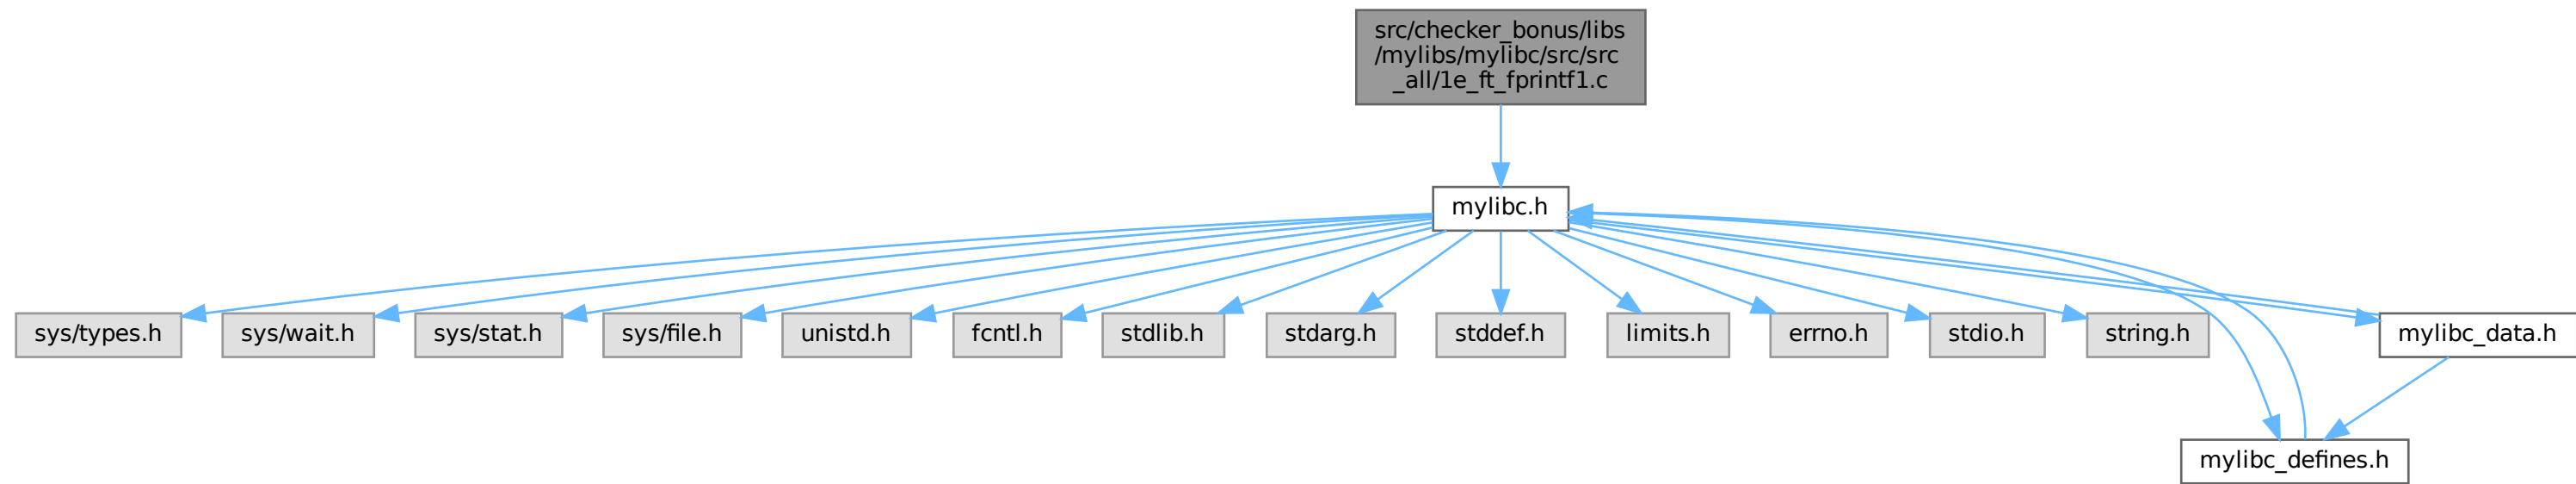 src/checker_bonus/libs
/mylibs/mylibc/src/src
_all/1e_ft_fprintf1.c
mylibc.h
sys/types.h
sys/wait.h
sys/stat.h
sys/file.h
unistd.h
fcntl.h
stdlib.h
stdarg.h
stddef.h
limits.h
errno.h
stdio.h
string.h
mylibc_data.h
mylibc_defines.h